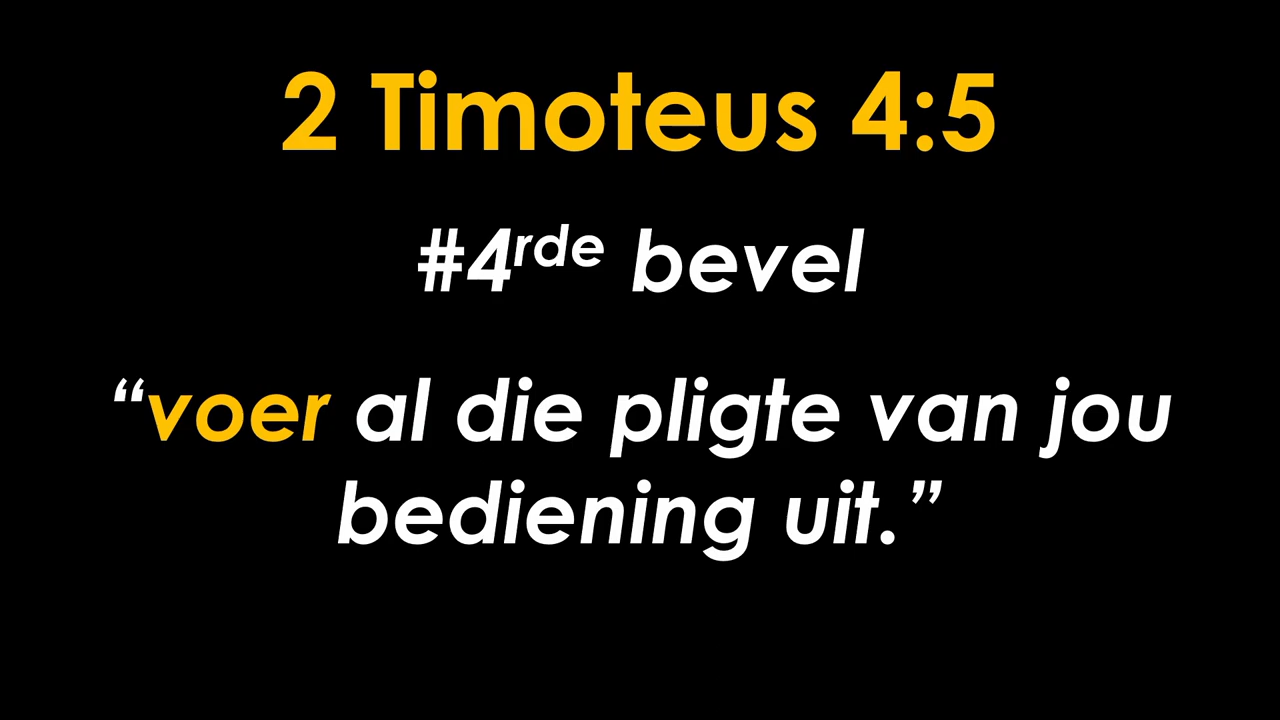 2 Timoteus 4:5
#4rde bevel
“voer al die pligte van jou
bediening uit.”